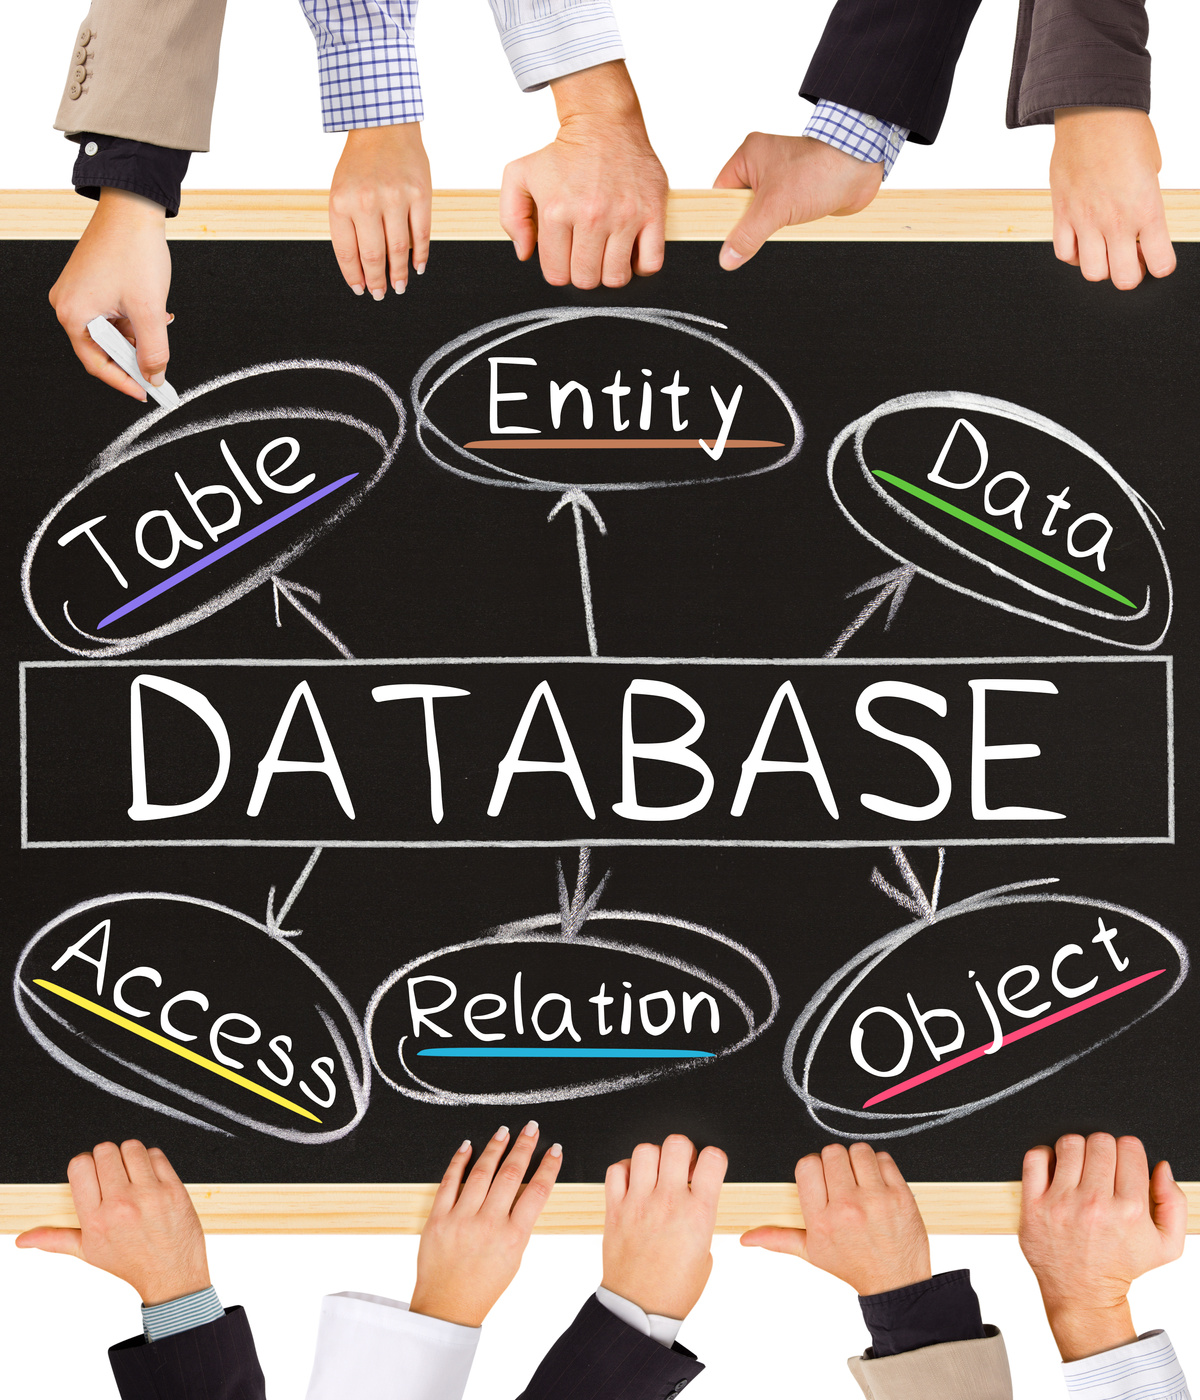 Entity
Table
Data
DATABASE
Access
Relation
Object